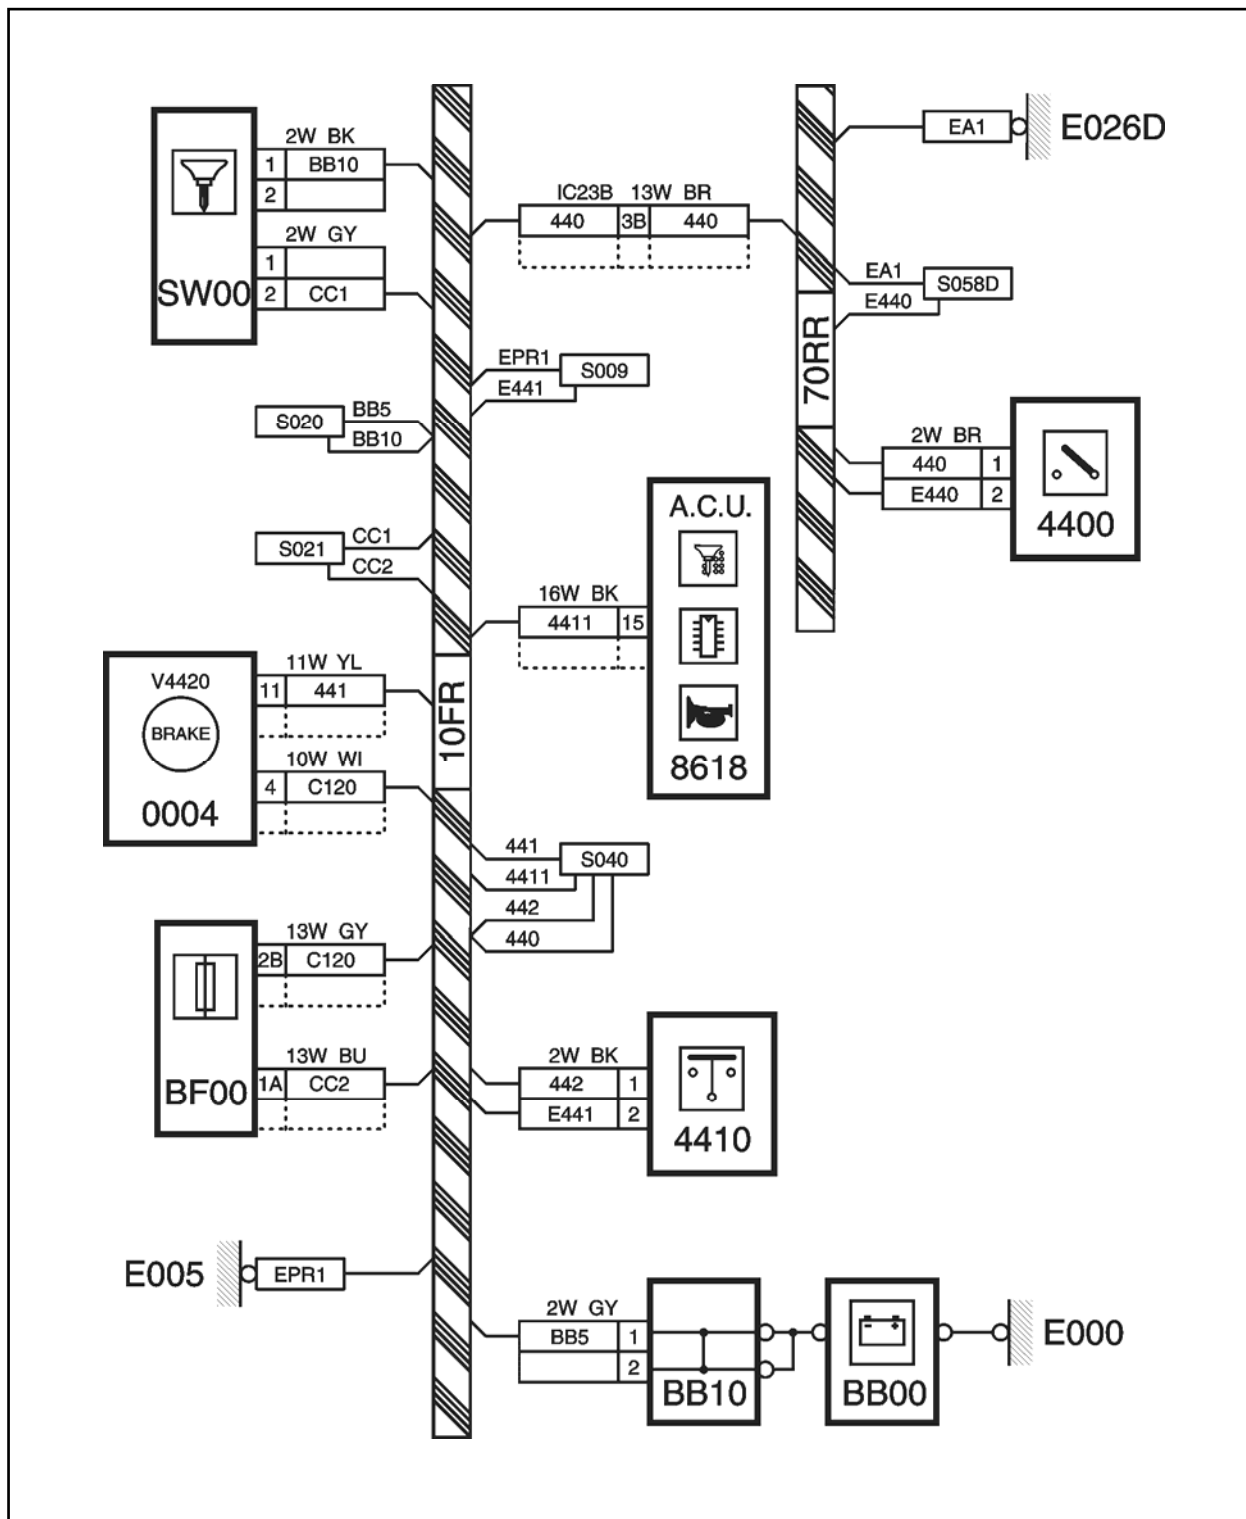 2W BK
1 BB10
2
2W GY
1
2 CC1
SW00
EA1 E026D
IC23B 13W BR
440 3B 440
EA1
S058D
E440
70RR
EPR1
S009
E441
BB5
S020
BB10
2W BR
440 1
E440 2
4400
A.C.U.
CC1
S021
CC2
16W BK
4411 15
8618
11W YL
V4420
11 441
BRAKE
10W WI
4 C120
0004
10FR
441
S040
4411
442
440
13W GY
2B C120
13W BU
1A CC2
BF00
2W BK
442 1
E441 2
4410
E005 EPR1
2W GY
BB5 1
2
BB10
BB00
E000